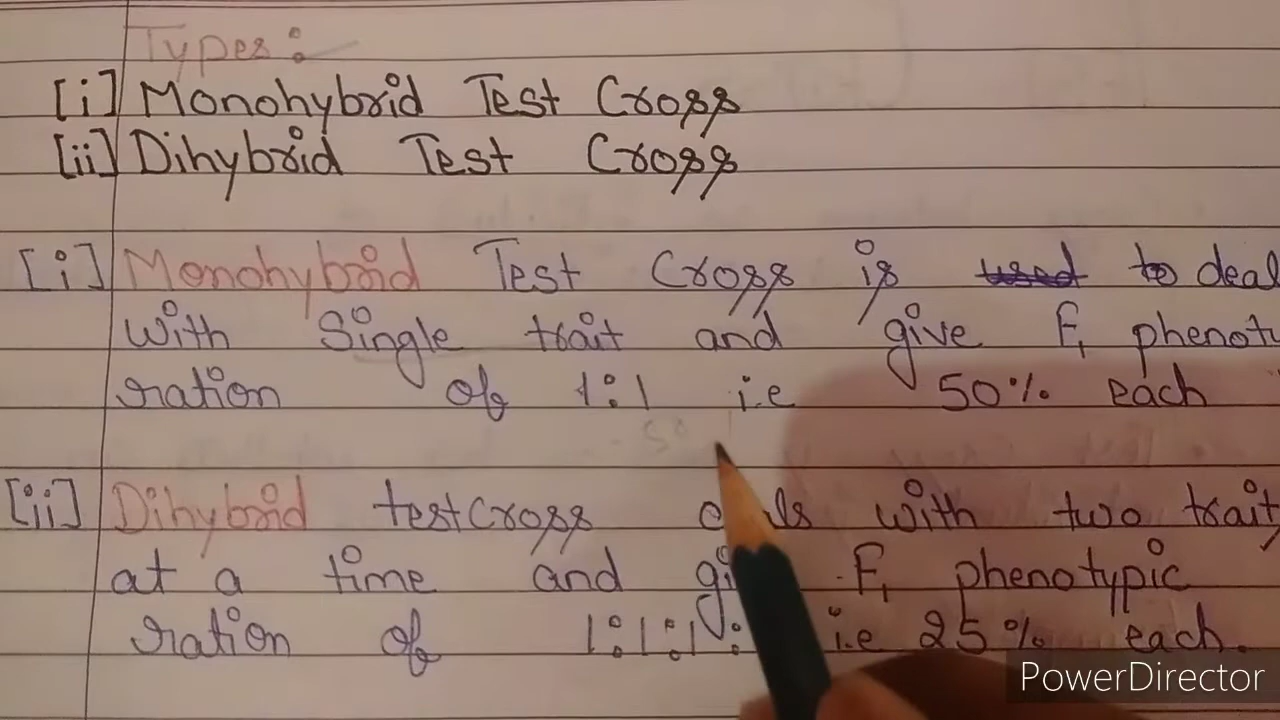 Types:
[i] Monohybrid Test Cross
[ii] Dihybrid Test Cross
[i] Monohybrid Test Cross is used to deal
with Single trait and give F1 phenoty
ration of 1:1 i.e 50% each
[ii] Dihybrid testcross with two trait
at a time and F1 phenotypic
ration of 1:1:1: i.e 25% each.
PowerDirector